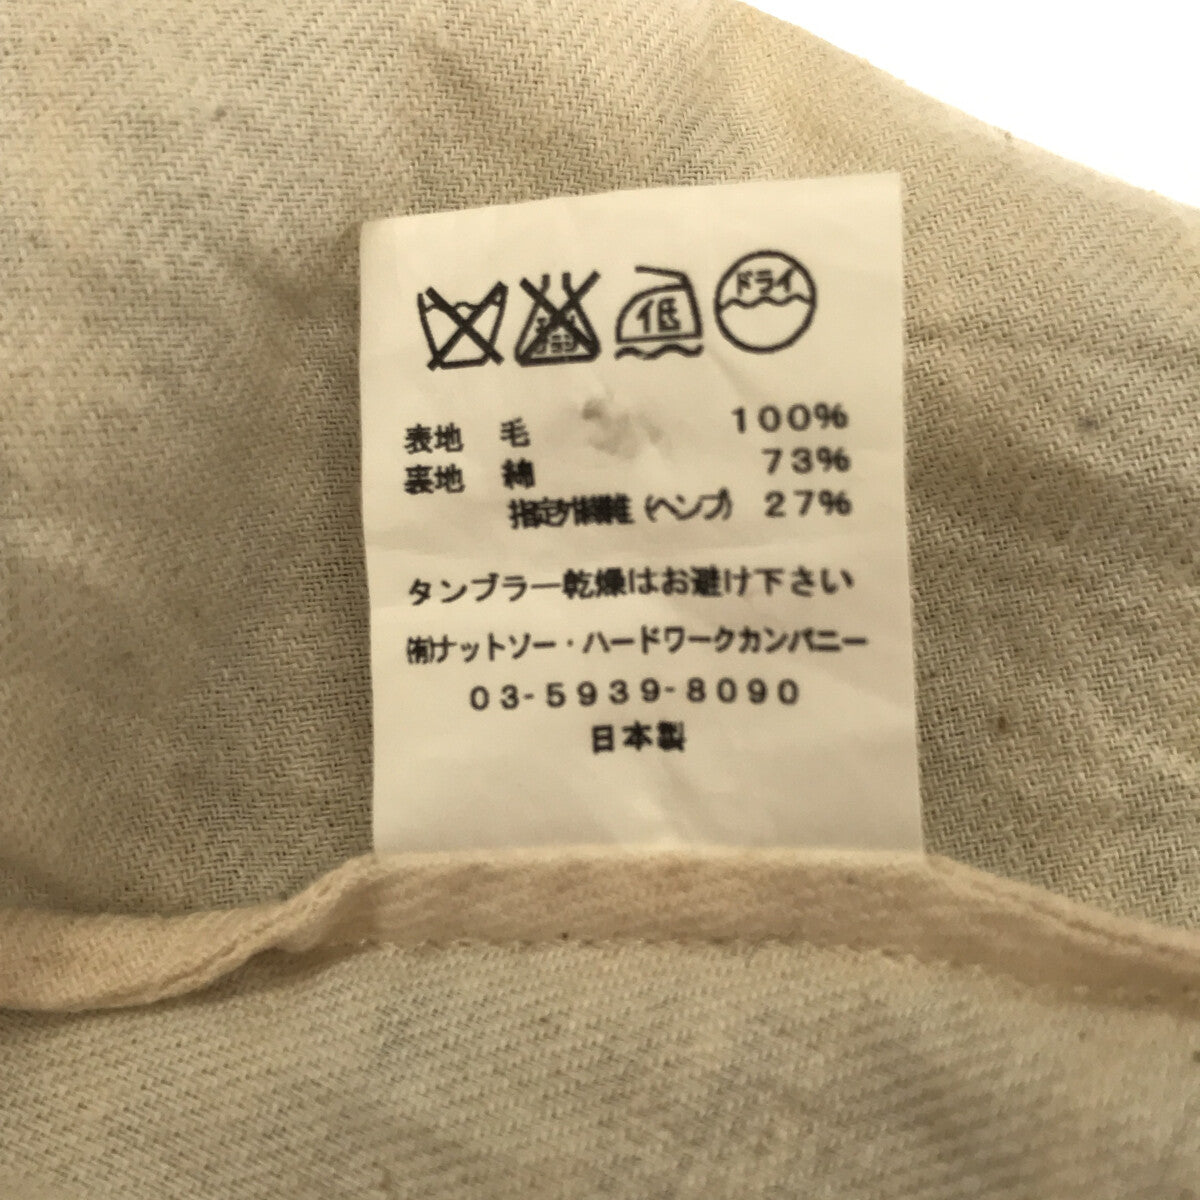 低 ドライ
表地 毛 100%
裏地 綿 73%
指定外繊維(ヘンプ) 27%
タンブラー乾燥はお避け下さい
㈲ナットソー・ハードワークカンパニー
03-5939-8090
日本製